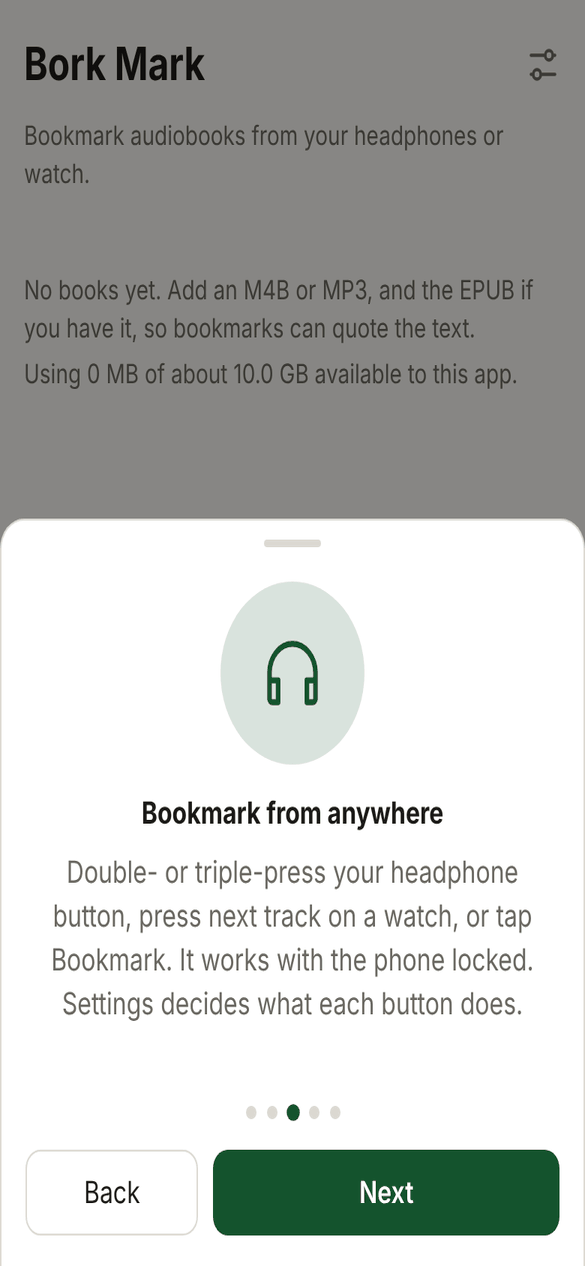 Bork Mark
Bookmark audiobooks from your headphones or
watch.
No books yet. Add an M4B or MP3, and the EPUB if
you have it, so bookmarks can quote the text.
Using 0 MB of about 10.0 GB available to this app.
Bookmark from anywhere
Double- or triple-press your headphone
button, press next track on a watch, or tap
Bookmark. It works with the phone locked.
Settings decides what each button does.
Back
Next